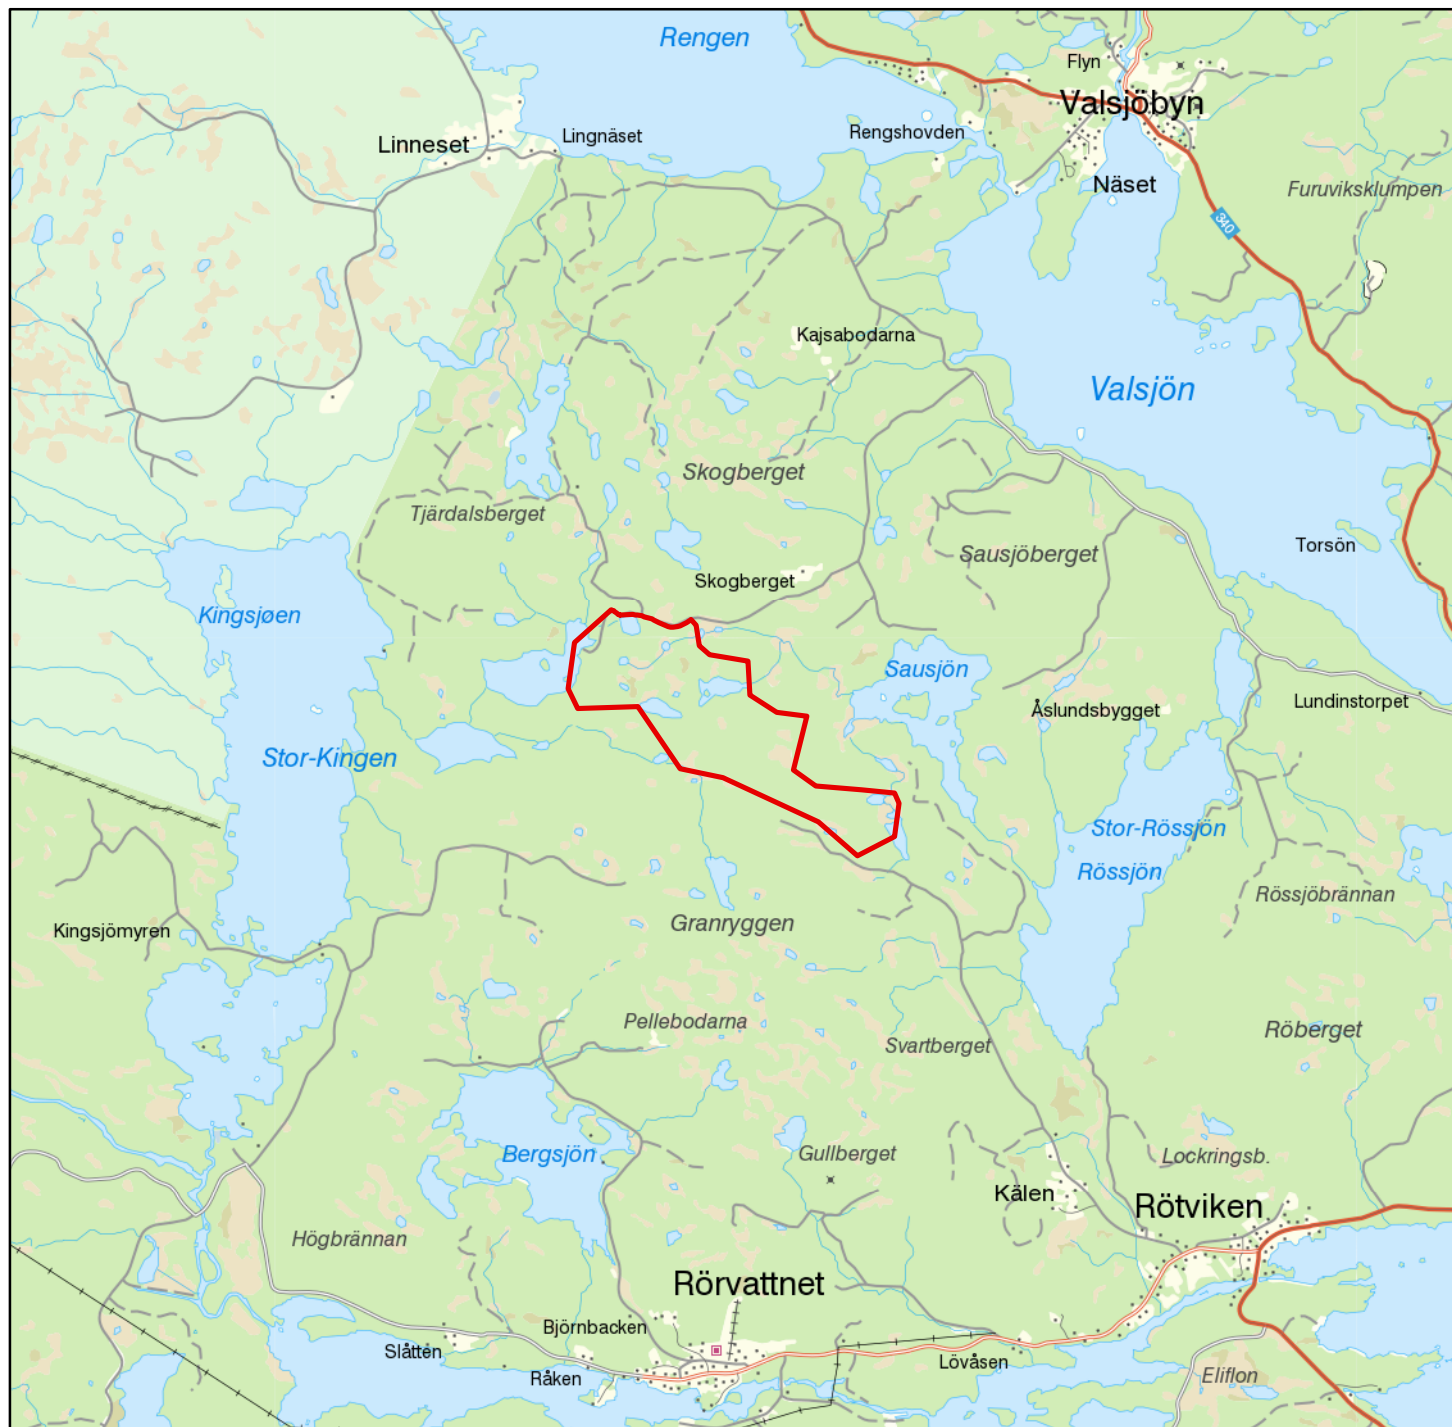 Rengen
Flyn
Valsjöbyn
Rengshovden
Lingnäset
Linneset
Näset
Furuviksklumpen
340
Kajsabodarna
Valsjön
Skogberget
Tjärdalsberget
Torsön
Sausjöberget
Skogberget
Kingsjøen
Sausjön
Lundinstorpet
Åslundsbygget
Stor-Kingen
Stor-Rössjön
Rössjön
Rössjöbrännan
Granryggen
Kingsjömyren
Pellebodarna
Röberget
Svartberget
Bergsjön
Gullberget
Lockringsb.
Kälen
Rötviken
Högbrännan
Rörvattnet
Björnbacken
Slåttén
Lövåsen
Råken
Eliflon